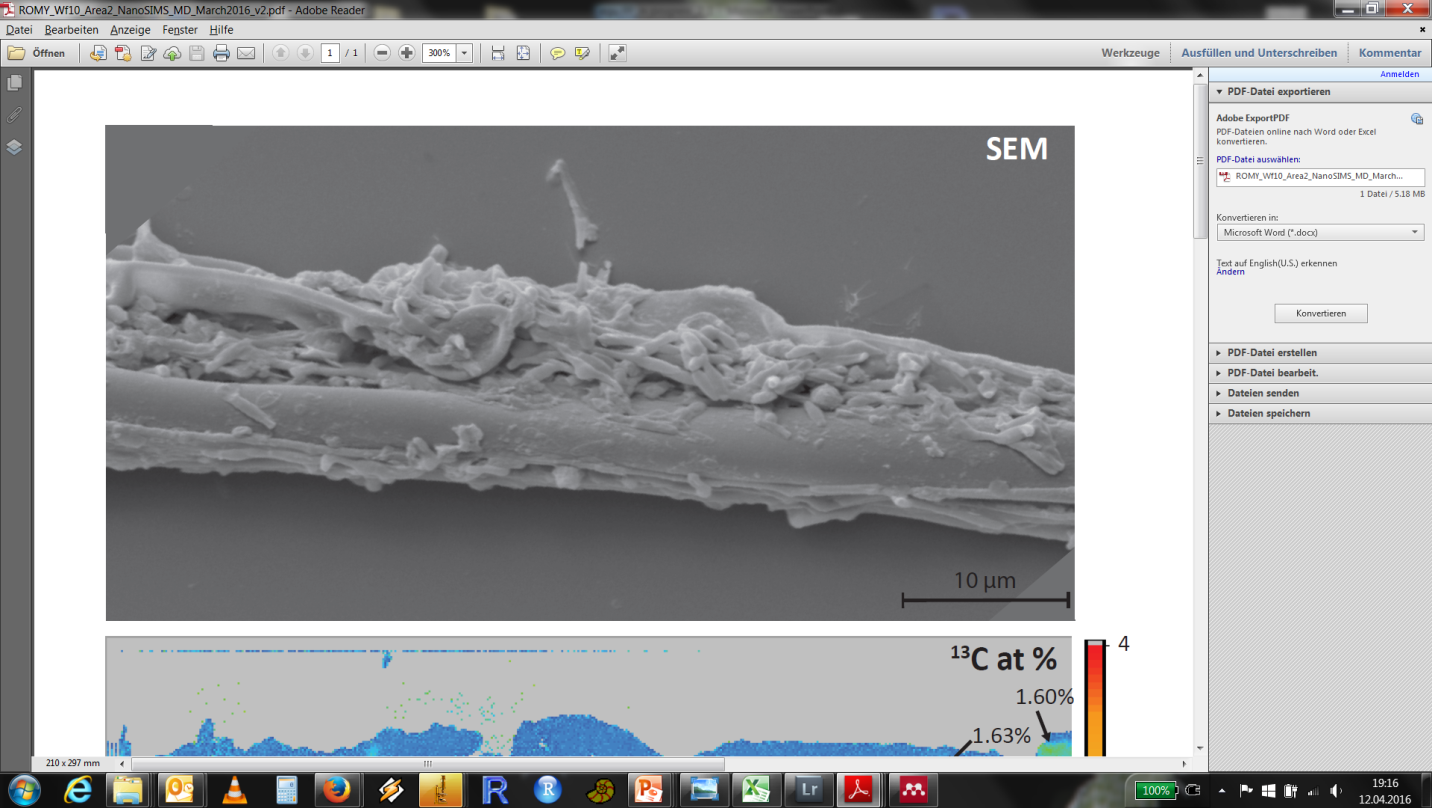 ROMY_Wf10_Area2_NanoSIMS_MD_March2016_v2.pdf - Adobe Reader
Datei Bearbeiten Anzeige Fenster Hilfe
Öffnen 1 / 1 300% Werkzeuge Ausfüllen und Unterschreiben Kommentar
Anmelden
PDF-Datei exportieren
Adobe ExportPDF
PDF-Dateien online nach Word oder Excel
konvertieren.
PDF-Datei auswählen:
ROMY_Wf10_Area2_NanoSIMS_MD_March...
1 Datei / 5.18 MB
Konvertieren in:
Microsoft Word (*.docx)
Text auf English(U.S.) erkennen
Ändern
Konvertieren
PDF-Datei erstellen
PDF-Datei bearbeit.
Dateien senden
Dateien speichern
SEM
10 µm
¹³C at %
4
1.60%
1.63%
210 x 297 mm
Lr
100%
19:16
12.04.2016